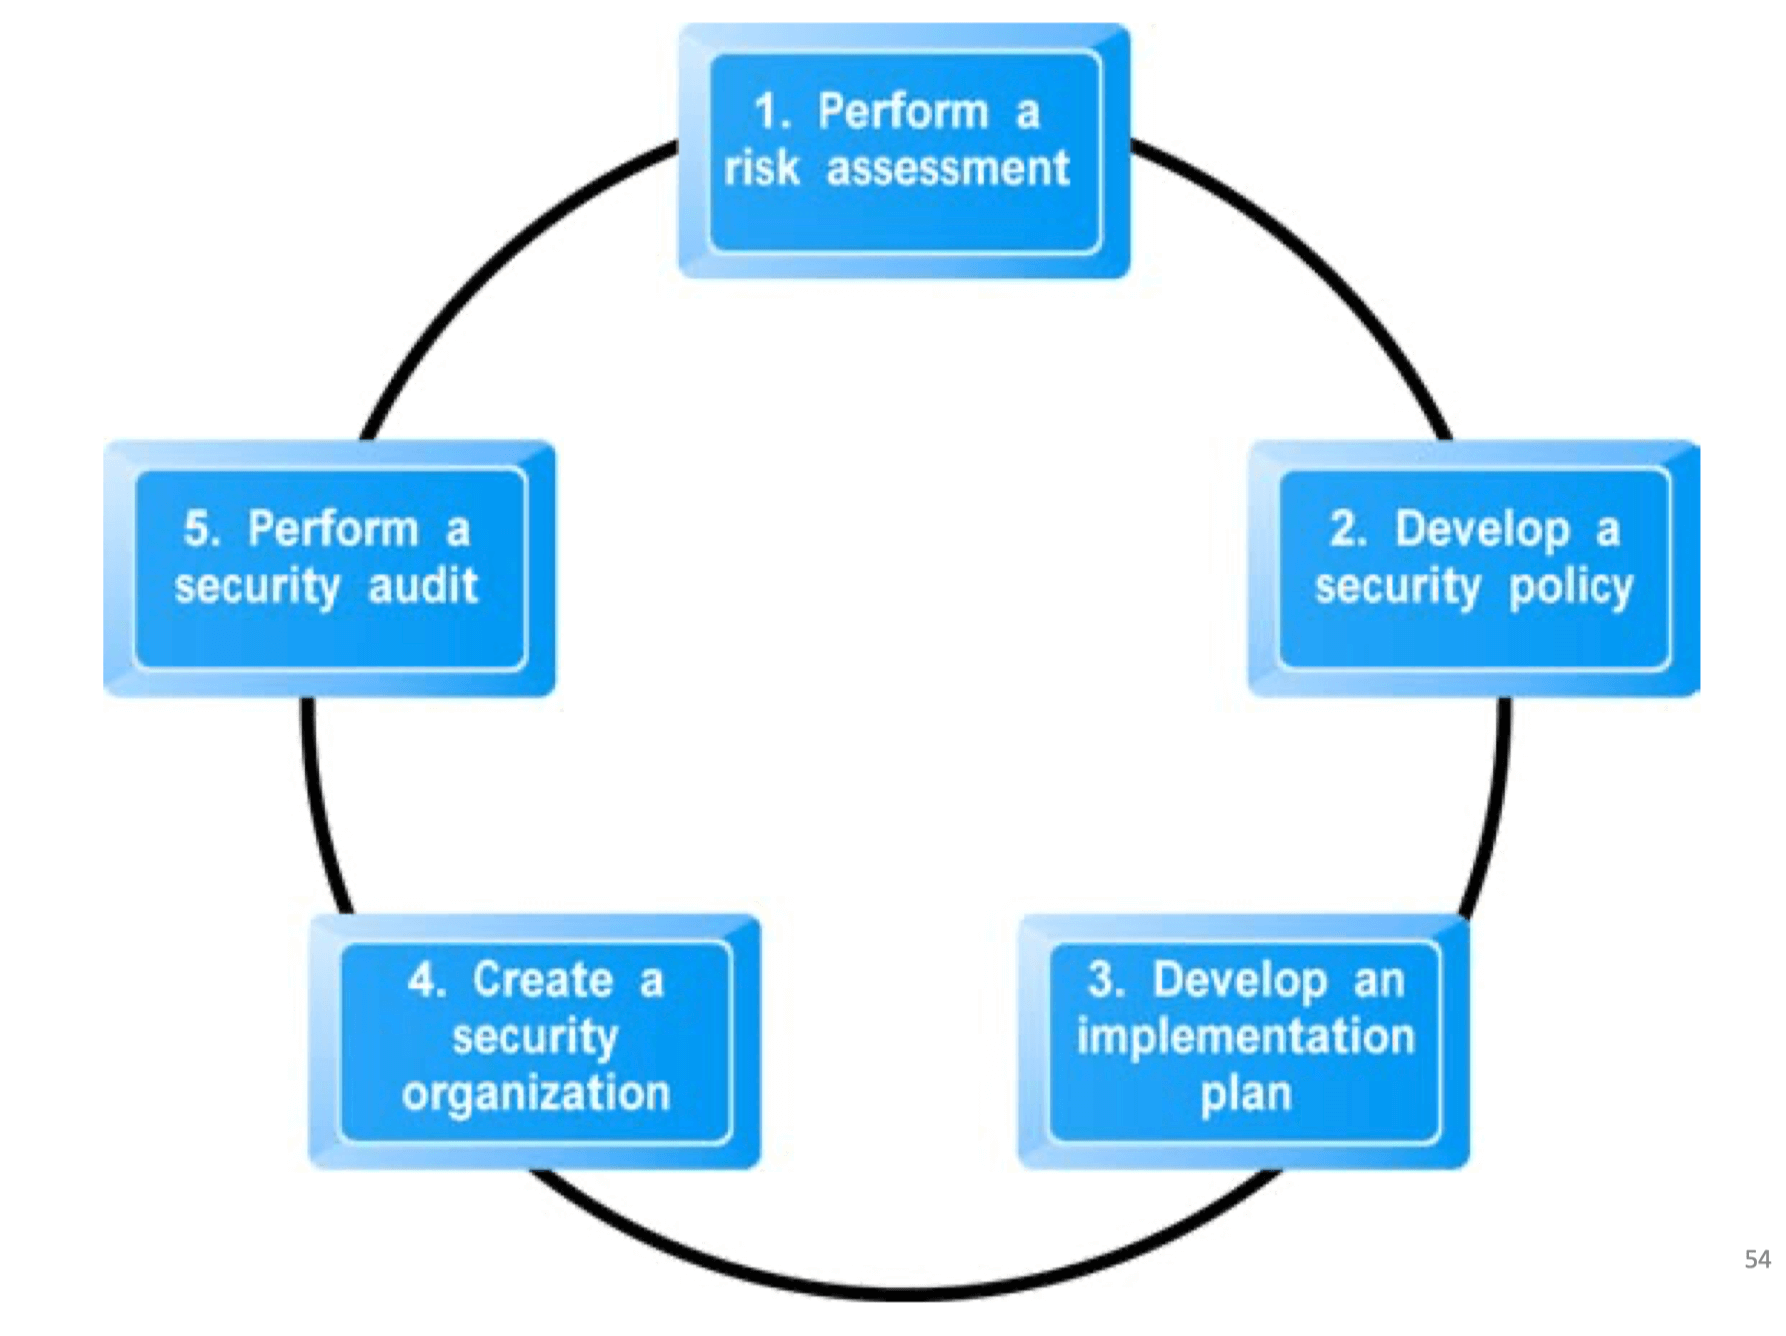 1. Perform a
risk assessment
2. Develop a
security policy
3. Develop an
implementation
plan
4. Create a
security
organization
5. Perform a
security audit
54